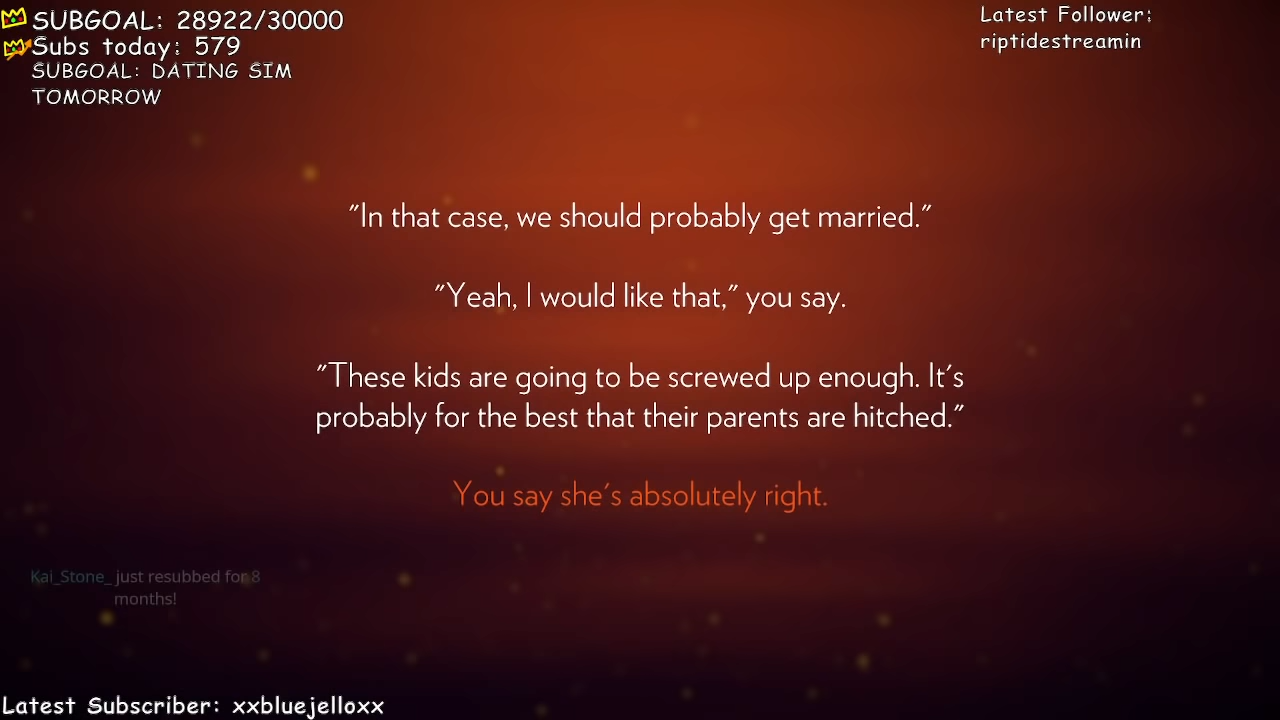 SUBGOAL: 28922/30000
Subs today: 579
SUBGOAL: DATING SIM
TOMORROW
Latest Follower:
riptidestreamin
"In that case, we should probably get married."
"Yeah, I would like that," you say.
"These kids are going to be screwed up enough. It's
probably for the best that their parents are hitched."
You say she's absolutely right.
Kai_Stone_ just resubbed for 8
months!
Latest Subscriber: xxbluejelloxx